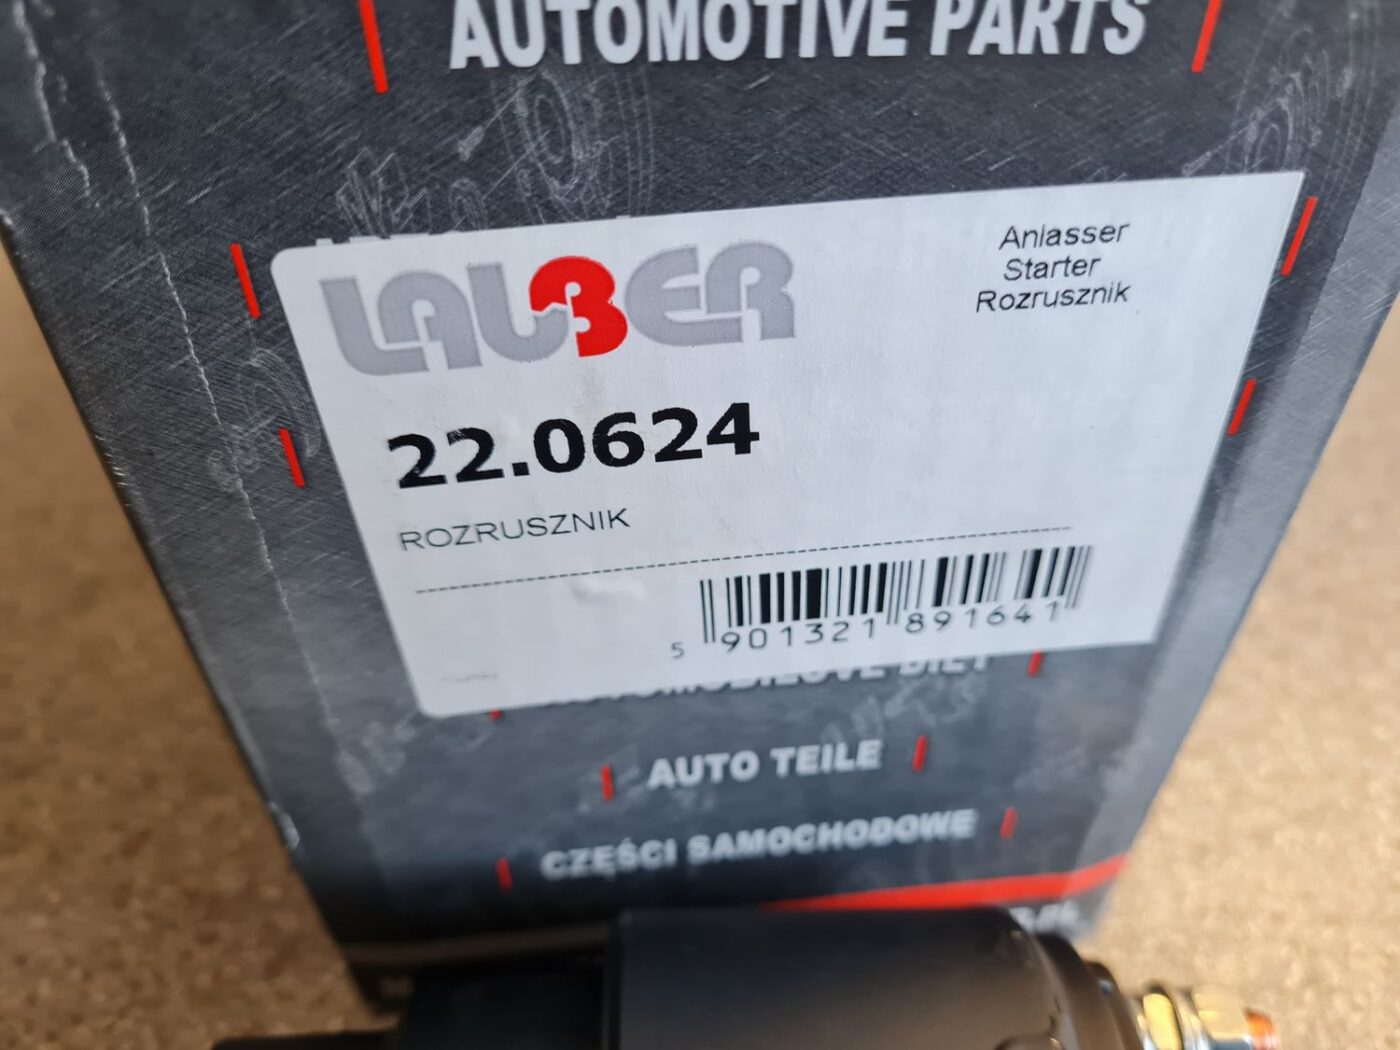 AUTOMOTIVE PARTS
LAUBER
Anlasser
Starter
Rozrusznik
22.0624
ROZRUSZNIK
5 901321 891641
AUTO TEILE
CZĘŚCI SAMOCHODOWE